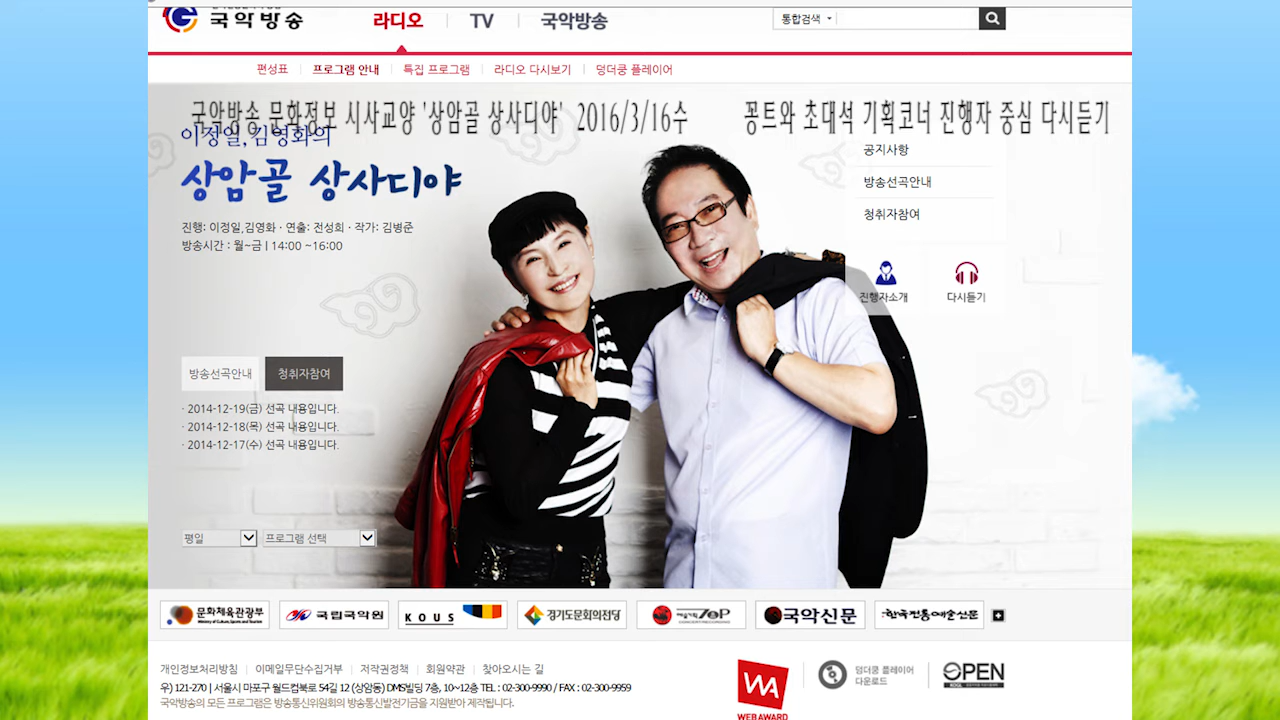 국악방송
라디오
TV
국악방송
통합검색
편성표
프로그램 안내
특집 프로그램
라디오 다시보기
덩더쿵 플레이어
국악방송 문화정보 시사교양 '상암골 상사디야' 2016/3/16수 꽁트와 초대석 기획코너 진행자 중심 다시듣기
이정일,김영화의
상암골 상사디야
진행: 이정일,김영화 · 연출: 전성희 · 작가: 김병준
방송시간 : 월~금 | 14:00 ~16:00
공지사항
방송선곡안내
청취자참여
진행자소개
다시듣기
방송선곡안내
청취자참여
· 2014-12-19(금) 선곡 내용입니다.
· 2014-12-18(목) 선곡 내용입니다.
· 2014-12-17(수) 선곡 내용입니다.
평일
프로그램 선택
문화체육관광부
Ministry of Culture, Sports and Tourism
국립국악원
KOUS
경기도문화의전당
국악신문
한국전통예술신문
개인정보처리방침 | 이메일무단수집거부 | 저작권정책 | 회원약관 | 찾아오시는 길
우) 121-270 | 서울시 마포구 월드컵북로 54길 12 (상암동) DMS빌딩 7층, 10~12층 TEL : 02-300-9990 / FAX : 02-300-9959
국악방송의 모든 프로그램은 방송통신위원회의 방송통신발전기금을 지원받아 제작됩니다.
WA
WEB AWARD
덩더쿵 플레이어
다운로드
OPEN